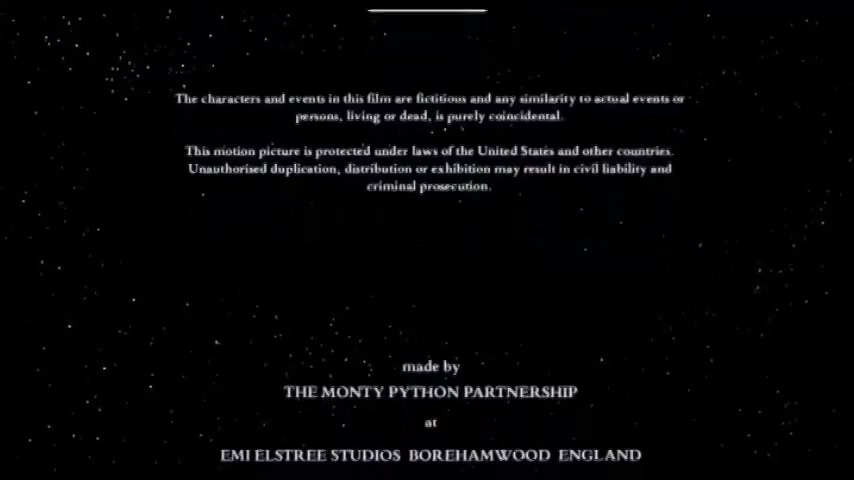 The characters and events in this film are fictitious and any similarity to actual events or
persons, living or dead, is purely coincidental.
This motion picture is protected under laws of the United States and other countries.
Unauthorised duplication, distribution or exhibition may result in civil liability and
criminal prosecution.
made by
THE MONTY PYTHON PARTNERSHIP
at
EMI ELSTREE STUDIOS BOREHAMWOOD ENGLAND